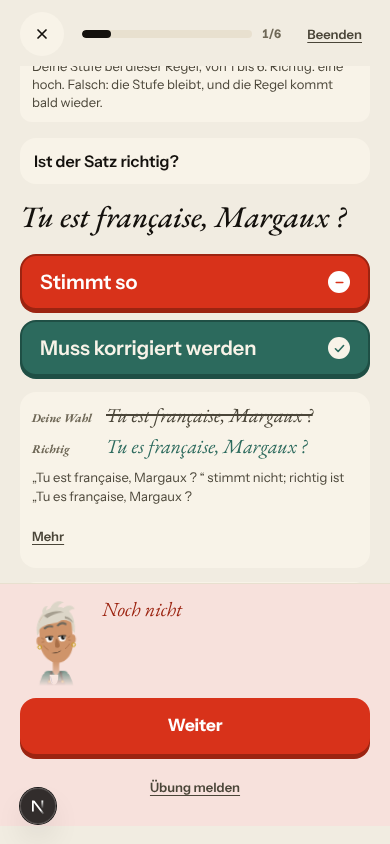 1/6
Beenden
Deine Stufe bei dieser Regel, von 1 bis 6. Richtig: eine
hoch. Falsch: die Stufe bleibt, und die Regel kommt
bald wieder.
Ist der Satz richtig?
Tu est française, Margaux ?
Stimmt so
Muss korrigiert werden
Deine Wahl Tu est française, Margaux ?
Richtig Tu es française, Margaux ?
„Tu est française, Margaux ? “ stimmt nicht; richtig ist
„Tu es française, Margaux ?
Mehr
Noch nicht
Weiter
Übung melden
N